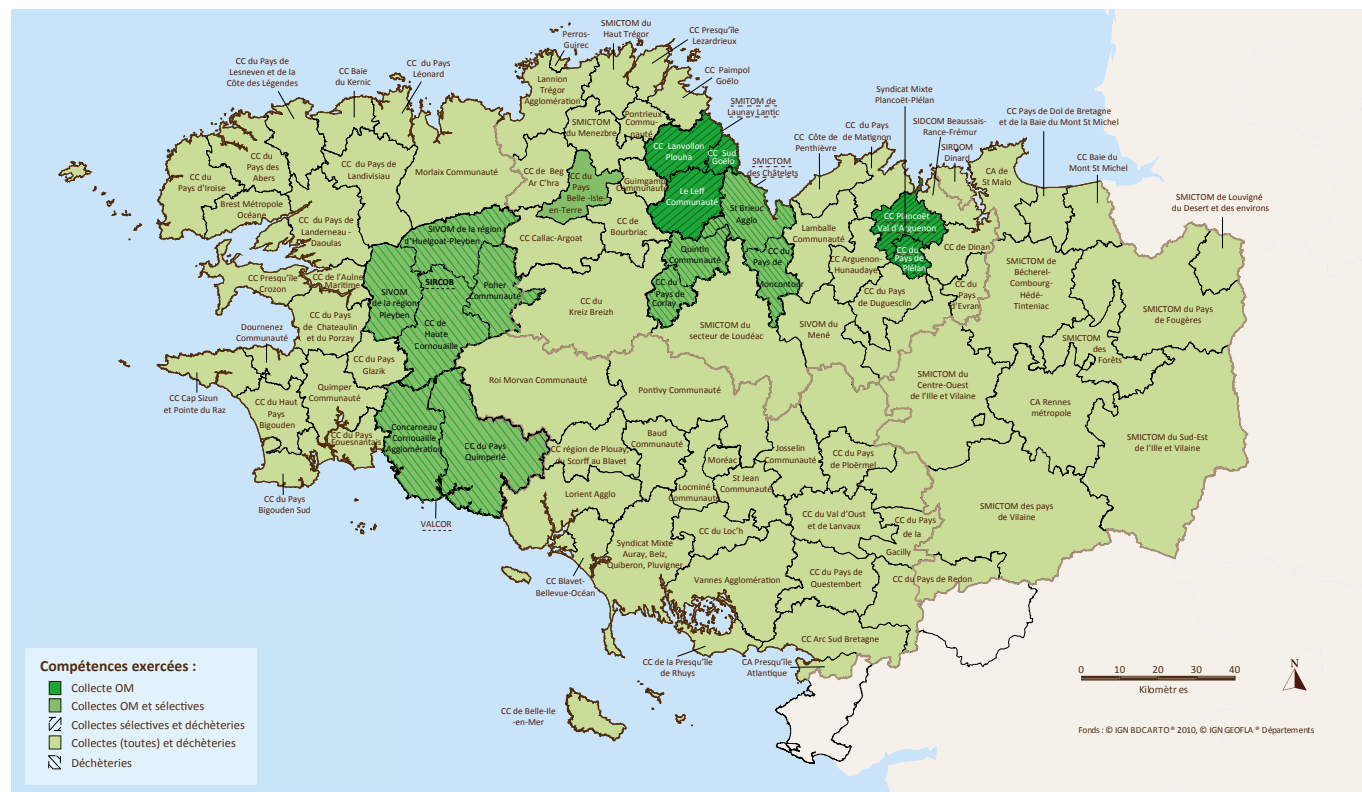 SMICTOM du
Haut Trégor
Perros-
Guirec
CC Presqu'île
Lezardrieux
CC du Pays de
Lesneven et de la
Côte des Légendes
CC Baie
du Kernic
CC du Pays
Léonard
Lannion
Trégor
Agglomération
CC Paimpol
Goëlo
SMITOM de
Launay Lantic
Syndicat Mixte
Plancoët-Plélan
SIDCOM Beaussais-
Rance-Frémur
CC Pays de Dol de Bretagne
et de la Baie du Mont St Michel
SMICTOM
du Menezbre
Pontrieux
Commu-
nauté
CC Côte de
Penthièvre
CC du Pays
de Matignon
SIRDOM
Dinard
CC Baie du
Mont St Michel
CC Lanvollon
Plouha
CC Sud
Goëlo
SMICTOM
des Châtelets
CA de
St Malo
SMICTOM de Louvigné
du Desert et des environs
CC du
Pays d'Iroise
CC du
Pays des
Abers
CC du Pays de
Landivisiau
Morlaix Communauté
CC de Beg
Ar C'hra
CC du
Pays
Belle -Isle-
en-Terre
Guimgamp
Communauté
Le Leff
Communauté
St Brieuc
Agglo
Brest Métropole
Océane
CC du Pays de
Landerneau -
Daoulas
SIVOM de la région
d'Huelgoat-Pleyben
CC Callac-Argoat
CC de
Bourbriac
Quintin
Communauté
CC du
Pays de
Moncontour
Lamballe
Communauté
CC Plancoët
Val d'Arguenon
CC du
Pays de
Plélan
CC de Dinan
CC Arguenon-
Hunaudaye
CC Presqu'île
Crozon
CC de l'Aulne
Maritime
SIVOM
de la région
Pleyben
SIRCOB
Poher
Communauté
CC du
Pays de
Corlay
CC du Pays
de Duguesclin
CC du
Pays
d'Evran
SMICTOM de
Bécherel-
Combourg-
Hédé-
Tinteniac
SMICTOM du Pays
de Fougères
CC du
Kreiz Breizh
CC du Pays
de Chateaulin
et du Porzay
CC de
Haute
Cornouaille
SMICTOM du
secteur de Loudéac
SIVOM du
Mené
Dournenez
Communauté
SMICTOM
des
Forêts
CC du Pays
Glazik
Roi Morvan Communauté
Pontivy Communauté
SMICTOM du
Centre-Ouest
de l'Ille et Vilaine
CC Cap Sizun
et Pointe du Raz
Quimper
Communauté
CC du Haut
Pays
Bigouden
CA Rennes
métropole
CC du Pays
Fouesnantais
Concarneau
Cornouaille
Agglomération
CC du Pays
Quimperlé
CC région de Plouay,
du Scorff au Blavet
Baud
Communauté
Moréac
Josselin
Communauté
CC du Pays
de Ploërmel
SMICTOM du Sud-Est
de l'Ille et Vilaine
CC du Pays
Bigouden Sud
VALCOR
Lorient Agglo
Locminé
Communauté
St Jean
Communauté
CC du Loc'h
CC du Val d'Oust
et de Lanvaux
CC du Pays
de la
Gacilly
SMICTOM des pays
de Vilaine
Syndicat Mixte
Auray, Belz,
Quiberon, Pluvigner
CC Blavet-
Bellevue-Océan
Vannes Agglomération
CC du Pays de
Questembert
CC du Pays de Redon
CC Arc Sud Bretagne
CC de la Presqu'île
de Rhuys
CA Presqu'île
Atlantique
CC de Belle-Ile
-en-Mer
Compétences exercées :
Collecte OM
Collectes OM et sélectives
Collectes sélectives et déchèteries
Collectes (toutes) et déchèteries
Déchèteries
N
0 10 20 30 40
Kilomètres
Fonds : © IGN BDCARTO ® 2010, © IGN GEOFLA ® Départements